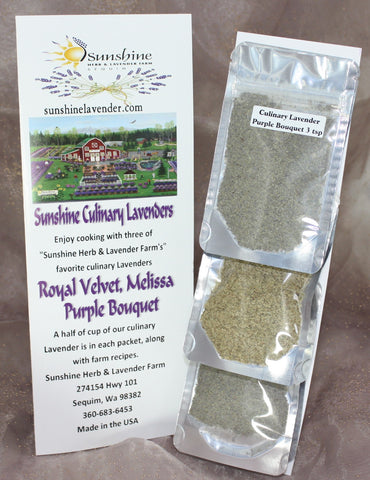 Sunshine
HERB & LAVENDER FARM
sunshinelavender.com
Sunshine Culinary Lavenders
Enjoy cooking with three of
"Sunshine Herb & Lavender Farm's"
favorite culinary Lavenders
Royal Velvet, Melissa
Purple Bouquet
A half of cup of our culinary
Lavender is in each packet, along
with farm recipes.
Sunshine Herb & Lavender Farm
274154 Hwy 101
Sequim, Wa 98382
360-683-6453
Made in the USA
Culinary Lavender
Purple Bouquet 3 tsp